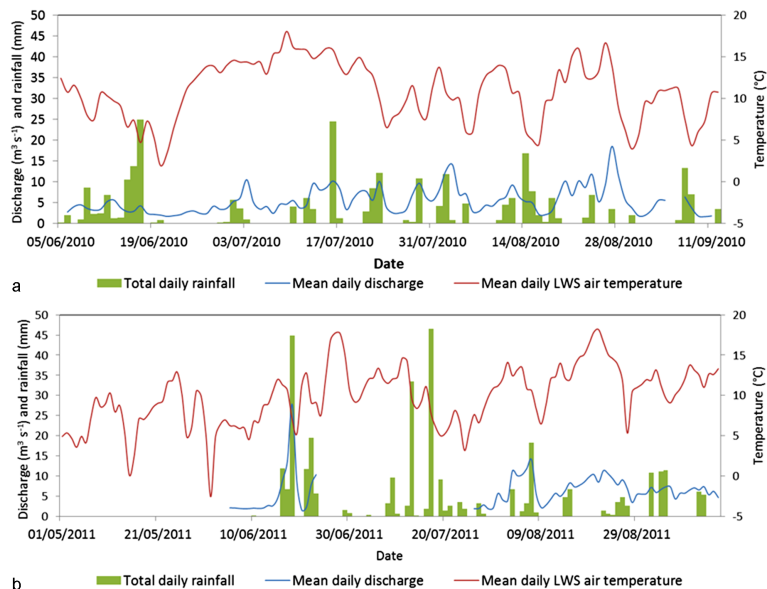 50 20
45
40 15
35
30 10
25
20 5
15
10 0
5
0 -5
Discharge (m³ s⁻¹) and rainfall (mm)
Temperature (°C)
05/06/2010 19/06/2010 03/07/2010 17/07/2010 31/07/2010 14/08/2010 28/08/2010 11/09/2010
Date
Total daily rainfall Mean daily discharge Mean daily LWS air temperature
a
50 20
45
40 15
35
30 10
25
20 5
15
10 0
5
0 -5
Discharge (m³ s⁻¹) and rainfall (mm)
Temperature (°C)
01/05/2011 21/05/2011 10/06/2011 30/06/2011 20/07/2011 09/08/2011 29/08/2011
Date
Total daily rainfall Mean daily discharge Mean daily LWS air temperature
b